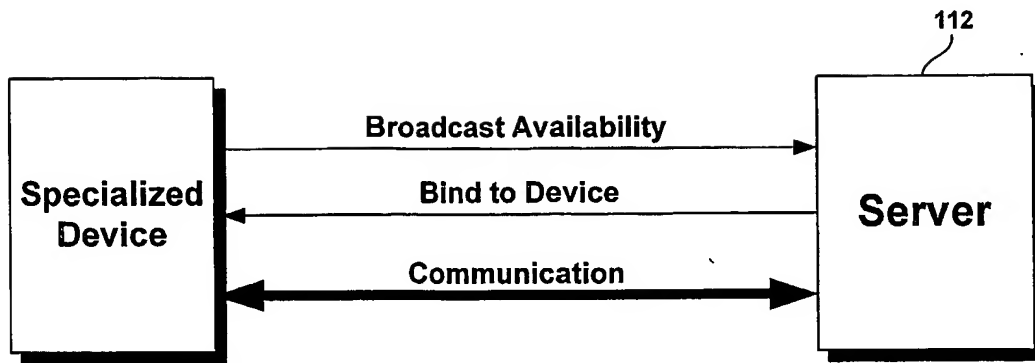 112
Broadcast Availability
Specialized
Device
Bind to Device
Server
Communication